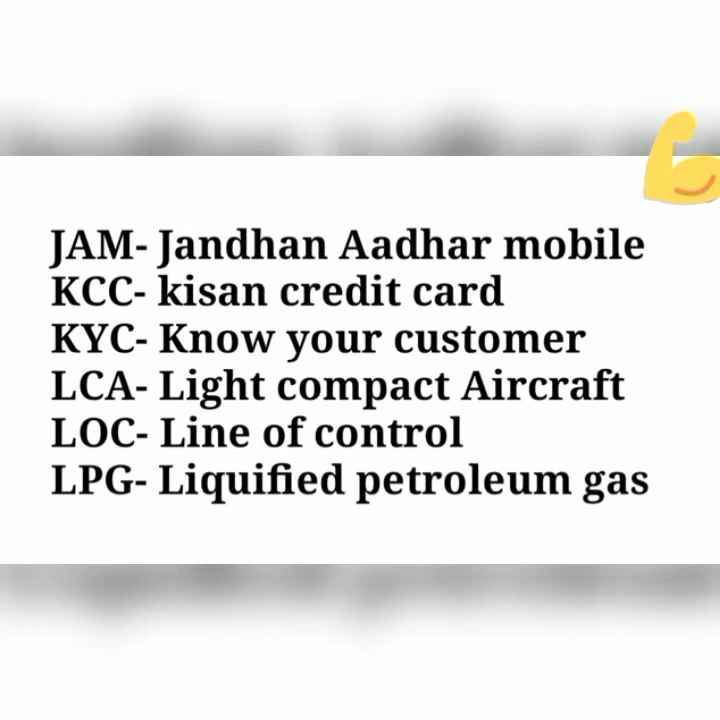 JAM- Jandhan Aadhar mobile
KCC- kisan credit card
KYC- Know your customer
LCA- Light compact Aircraft
LOC- Line of control
LPG- Liquified petroleum gas